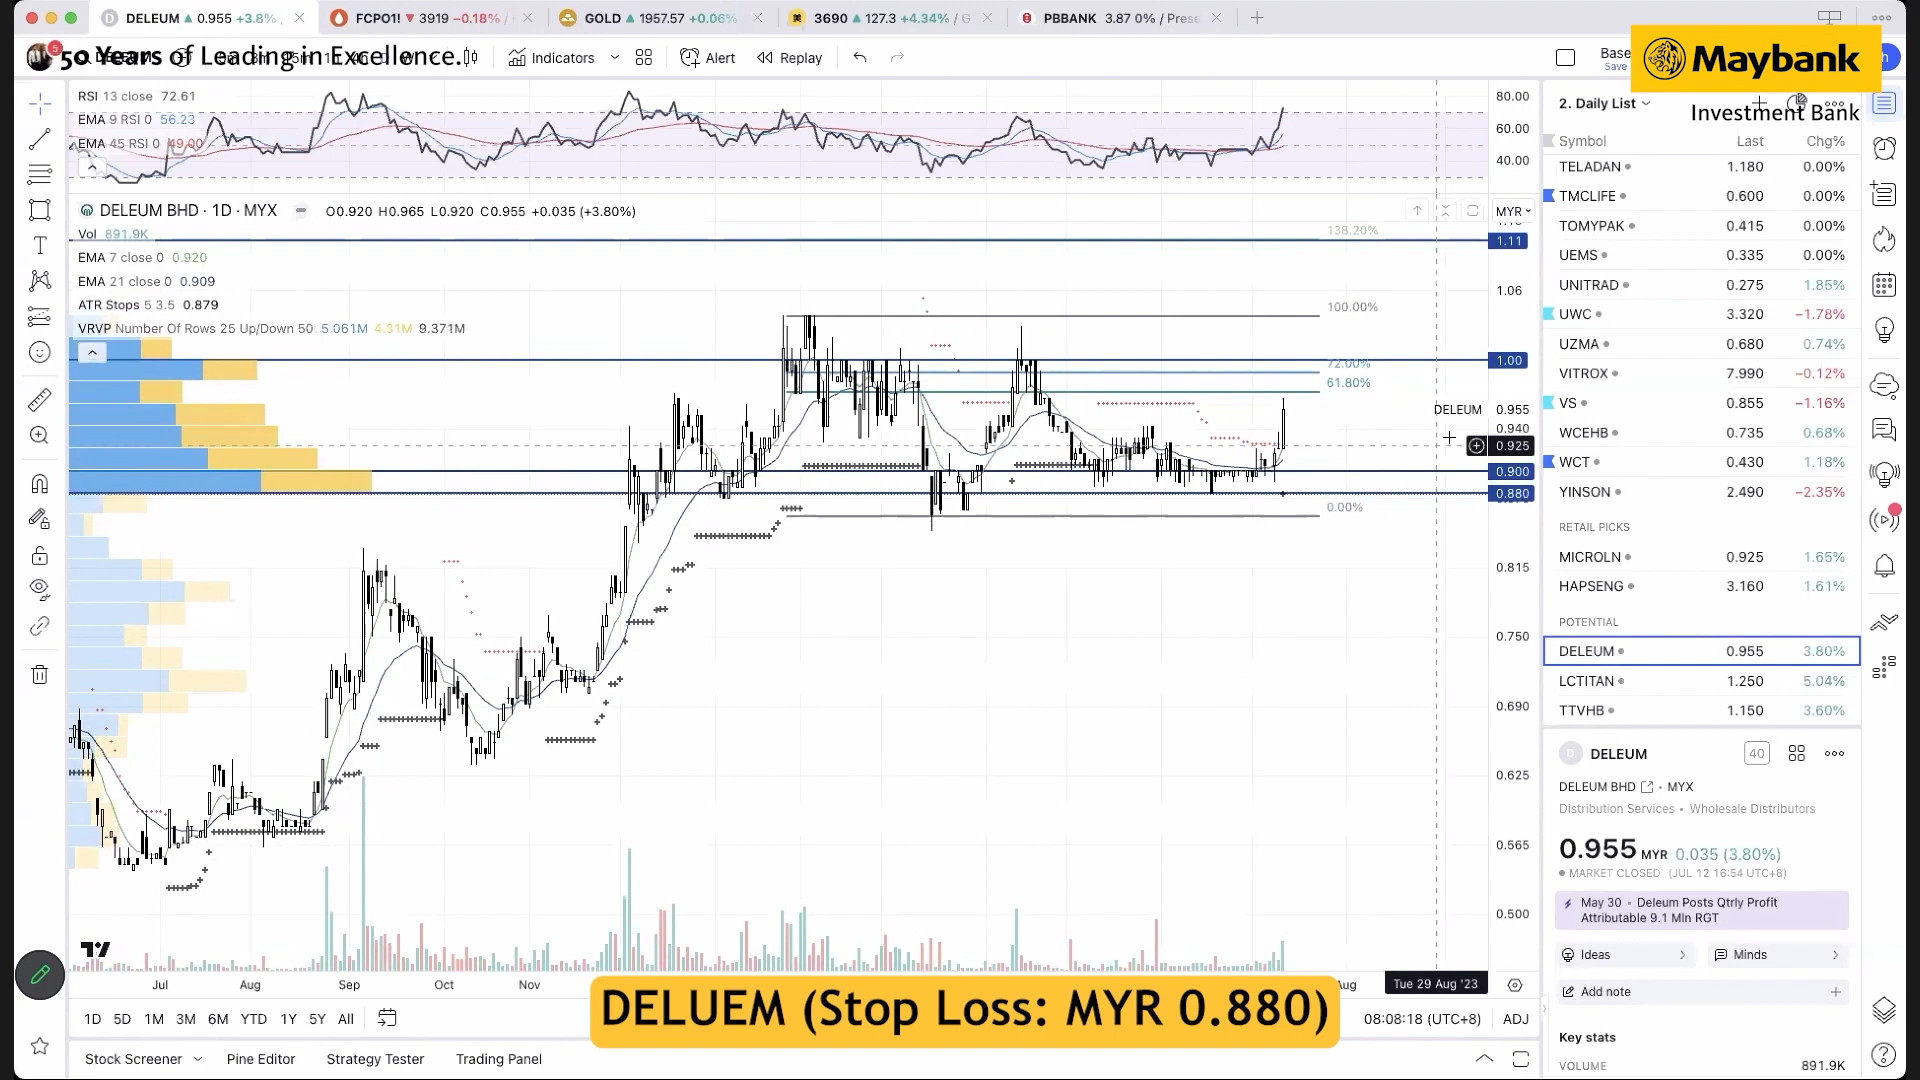 DELEUM ▲ 0.955 +3.8%
FCPO1! ▼ 3919 −0.18% /
GOLD ▲ 1957.57 +0.06%
3690 ▲ 127.3 +4.34% /
PBBANK 3.87 0% / Prese
50 Years of Leading in Excellence.
Indicators
Alert
Replay
Base
Save
Maybank
Investment Bank
RSI 13 close 72.61
EMA 9 RSI 0 56.23
EMA 45 RSI 0 49.00
80.00
60.00
40.00
DELEUM BHD · 1D · MYX
O0.920 H0.965 L0.920 C0.955 +0.035 (+3.80%)
MYR
Vol 891.9K
EMA 7 close 0 0.920
EMA 21 close 0 0.909
ATR Stops 5 3.5 0.879
VRVP Number Of Rows 25 Up/Down 50 5.061M 4.31M 9.371M
138.20%
100.00%
72.00%
61.80%
0.00%
1.11
1.06
1.00
DELEUM 0.955
0.940
0.925
0.900
0.880
0.815
0.750
0.690
0.625
0.565
0.500
Jul
Aug
Sep
Oct
Nov
Aug
Tue 29 Aug '23
DELUEM (Stop Loss: MYR 0.880)
1D 5D 1M 3M 6M YTD 1Y 5Y All
08:08:18 (UTC+8)
ADJ
Stock Screener
Pine Editor
Strategy Tester
Trading Panel
2. Daily List
Symbol Last Chg%
TELADAN 1.180 0.00%
TMCLIFE 0.600 0.00%
TOMYPAK 0.415 0.00%
UEMS 0.335 0.00%
UNITRAD 0.275 1.85%
UWC 3.320 −1.78%
UZMA 0.680 0.74%
VITROX 7.990 −0.12%
VS 0.855 −1.16%
WCEHB 0.735 0.68%
WCT 0.430 1.18%
YINSON 2.490 −2.35%
RETAIL PICKS
MICROLN 0.925 1.65%
HAPSENG 3.160 1.61%
POTENTIAL
DELEUM 0.955 3.80%
LCTITAN 1.250 5.04%
TTVHB 1.150 3.60%
D DELEUM
40
DELEUM BHD · MYX
Distribution Services • Wholesale Distributors
0.955 MYR 0.035 (3.80%)
MARKET CLOSED (JUL 12 16:54 UTC+8)
May 30 • Deleum Posts Qtrly Profit
Attributable 9.1 Mln RGT
Ideas
Minds
Add note
Key stats
VOLUME 891.9K